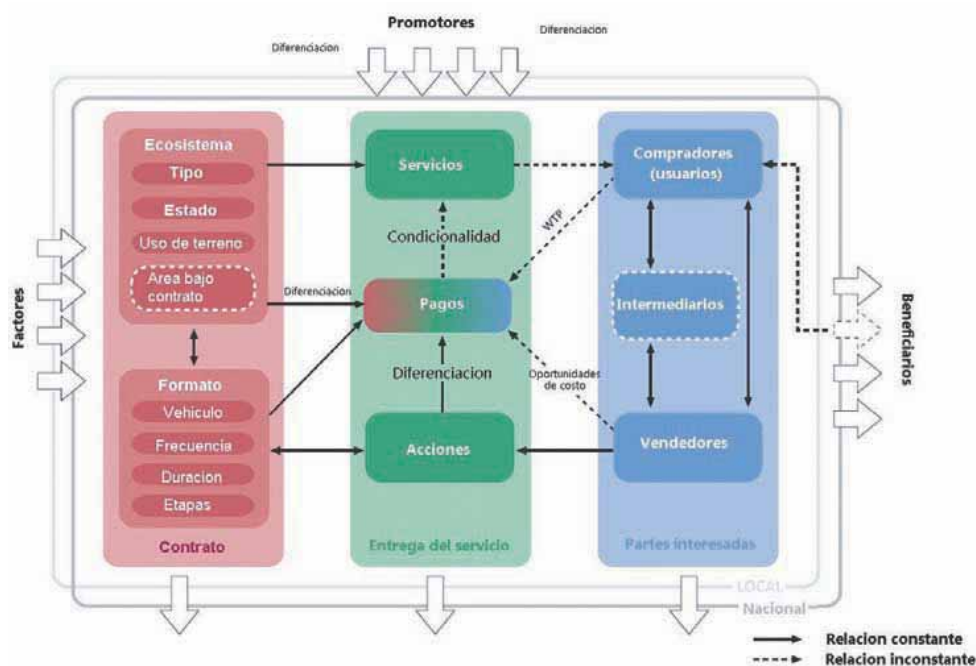 Promotores
Diferenciacion
Diferenciacion
Factores
Ecosistema
Tipo
Estado
Uso de terreno
Area bajo
contrato
Formato
Vehiculo
Frecuencia
Duracion
Etapas
Contrato
Diferenciacion
Servicios
Condicionalidad
Pagos
Diferenciacion
Acciones
Entrega del servicio
WTP
Oportunidades
de costo
Compradores
(usuarios)
Intermediarios
Vendedores
Partes interesadas
Beneficiarios
LOCAL
Nacional
Relacion constante
Relacion inconstante